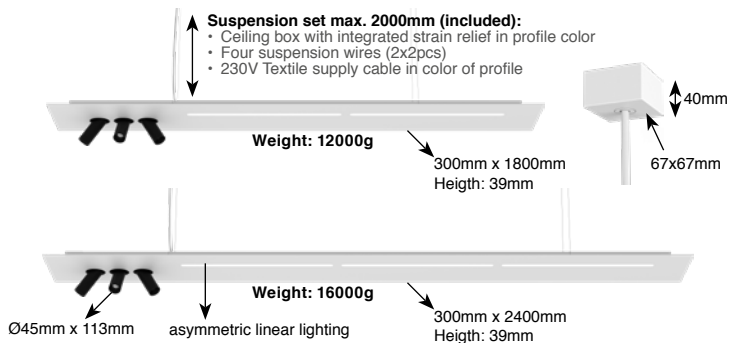 Suspension set max. 2000mm (included):
• Ceiling box with integrated strain relief in profile color
• Four suspension wires (2x2pcs)
• 230V Textile supply cable in color of profile
40mm
Weight: 12000g
300mm x 1800mm
Heigth: 39mm
67x67mm
Weight: 16000g
Ø45mm x 113mm
asymmetric linear lighting
300mm x 2400mm
Heigth: 39mm